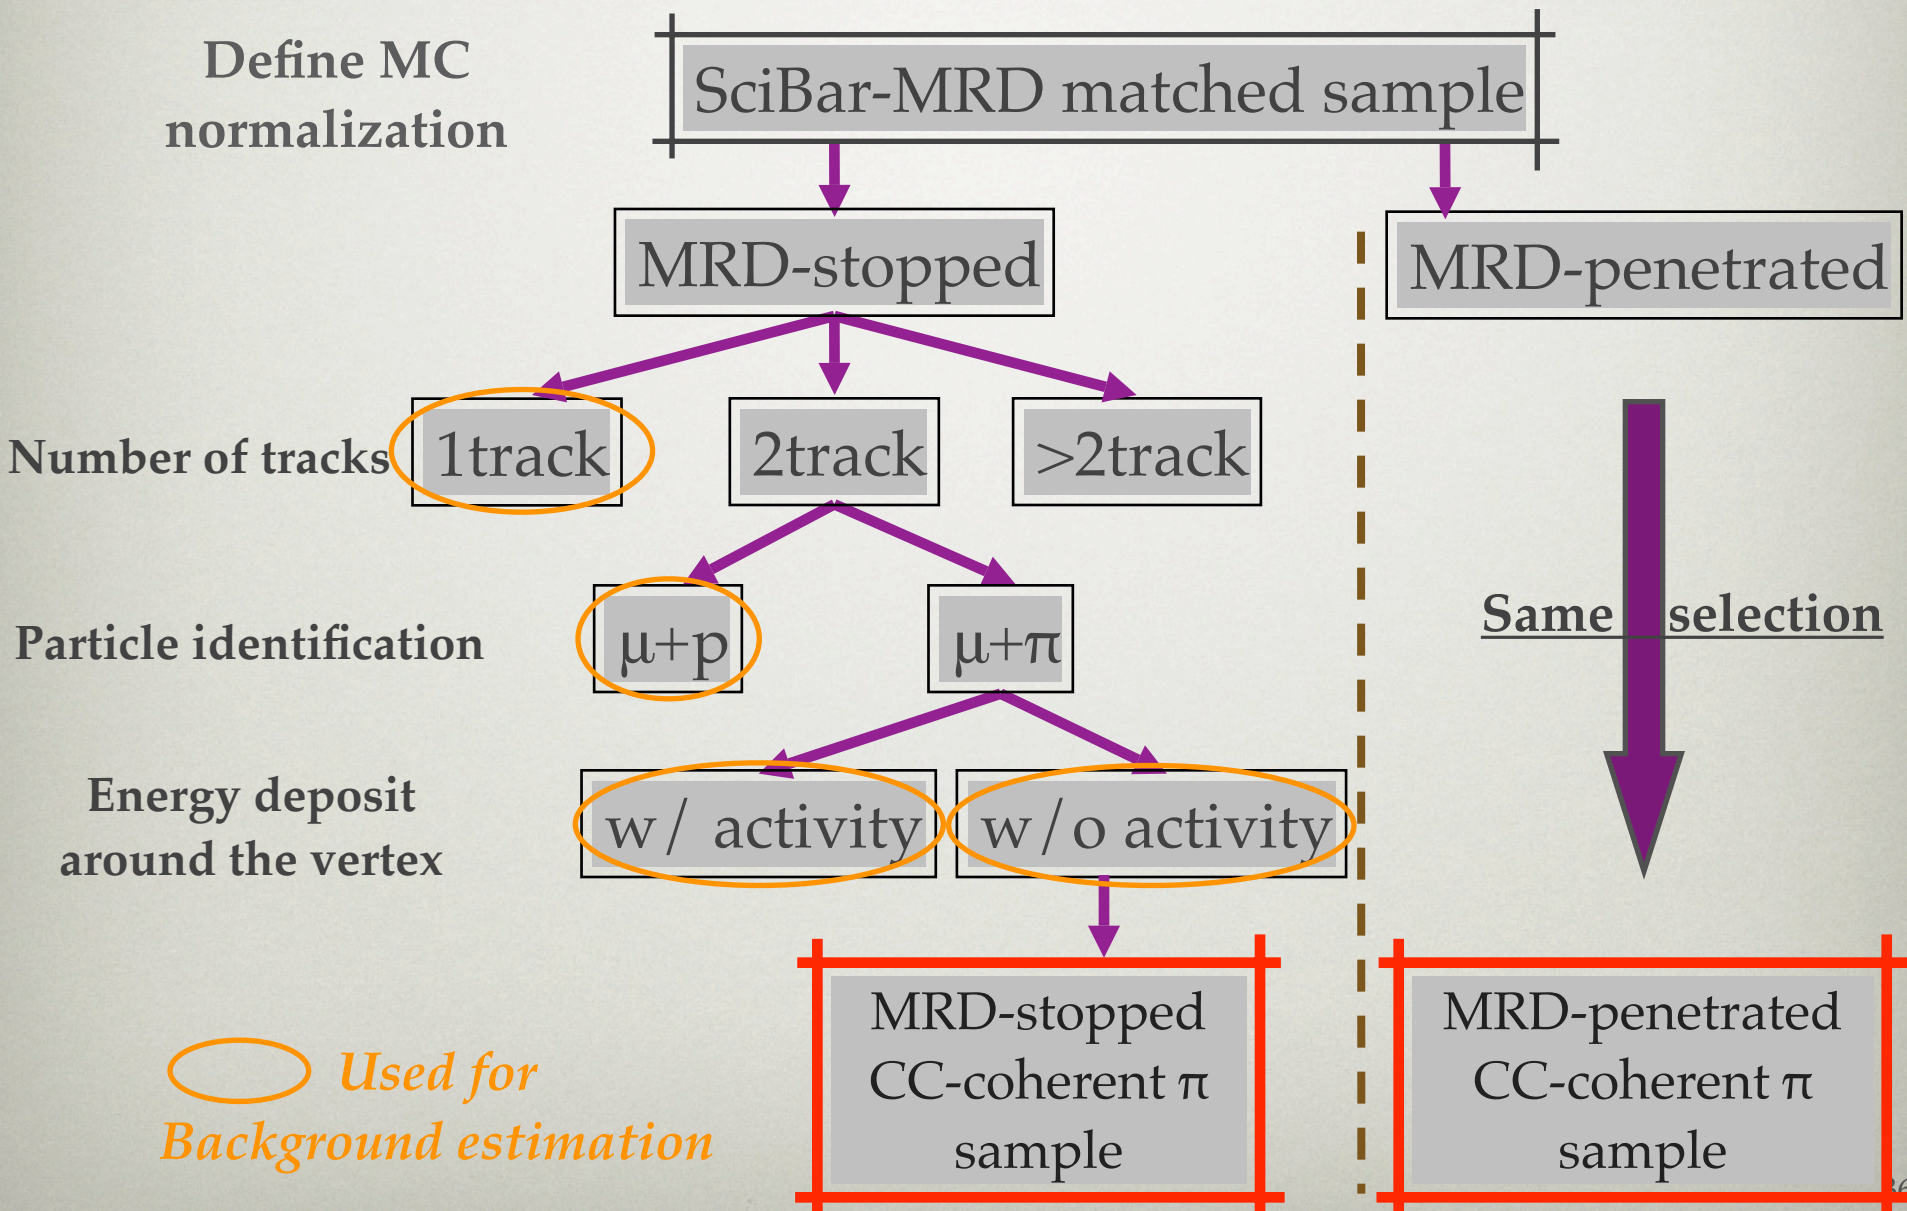 Define MC
normalization
SciBar-MRD matched sample
MRD-stopped
MRD-penetrated
Number of tracks
1track
2track
>2track
Particle identification
μ+p
μ+π
Same selection
Energy deposit
around the vertex
w/ activity
w/o activity
Used for
Background estimation
MRD-stopped
CC-coherent π
sample
MRD-penetrated
CC-coherent π
sample